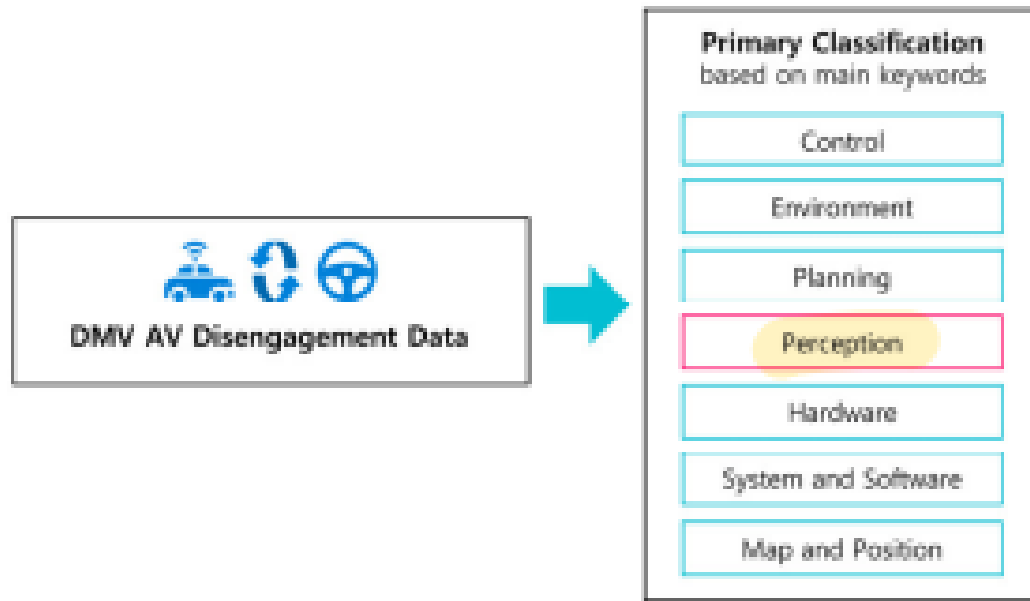 DMV AV Disengagement Data
Primary Classification
based on main keywords
Control
Environment
Planning
Perception
Hardware
System and Software
Map and Position